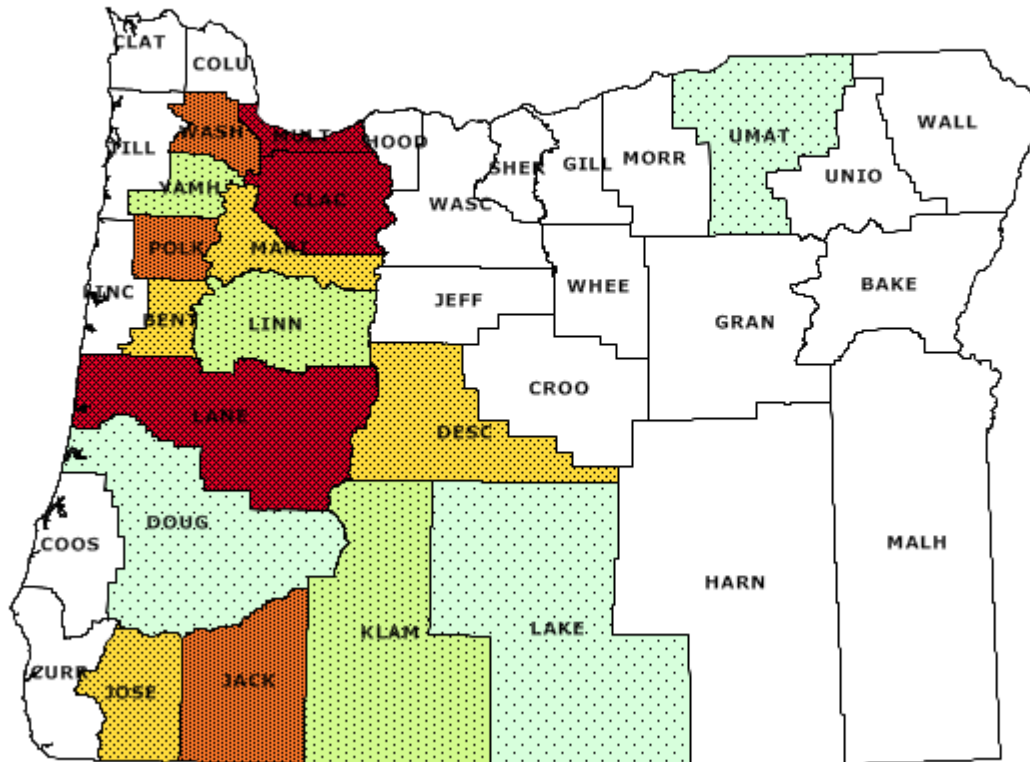 CLAT
COLU
WASH
MULT
HOOD
TILL
SHER
GILL
MORR
UMAT
WALL
UNIO
YAMH
CLAC
WASC
POLK
MARI
LINC
BENT
LINN
JEFF
WHEE
GRAN
BAKE
CROO
LANE
DESC
DOUG
COOS
MALH
HARN
KLAM
LAKE
CURR
JOSE
JACK